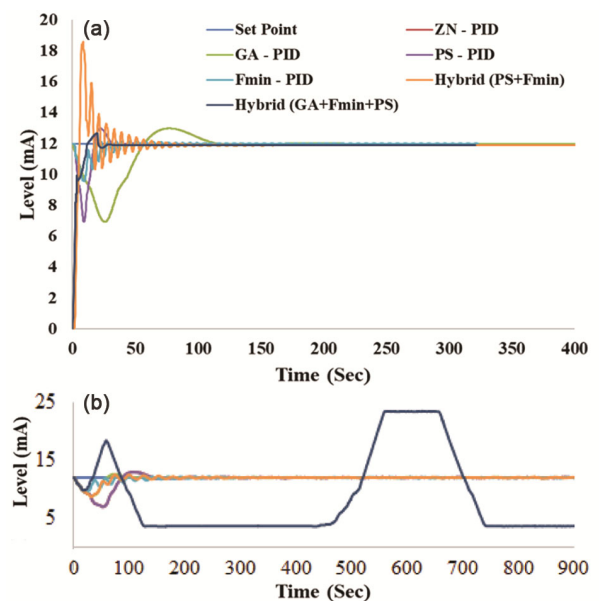 (a)
Set Point
ZN - PID
GA - PID
PS - PID
Fmin - PID
Hybrid (PS+Fmin)
Hybrid (GA+Fmin+PS)
Level (mA)
20
18
16
14
12
10
8
6
4
2
0
0 50 100 150 200 250 300 350 400
Time (Sec)
(b)
Level (mA)
25
15
5
0 100 200 300 400 500 600 700 800 900
Time (Sec)